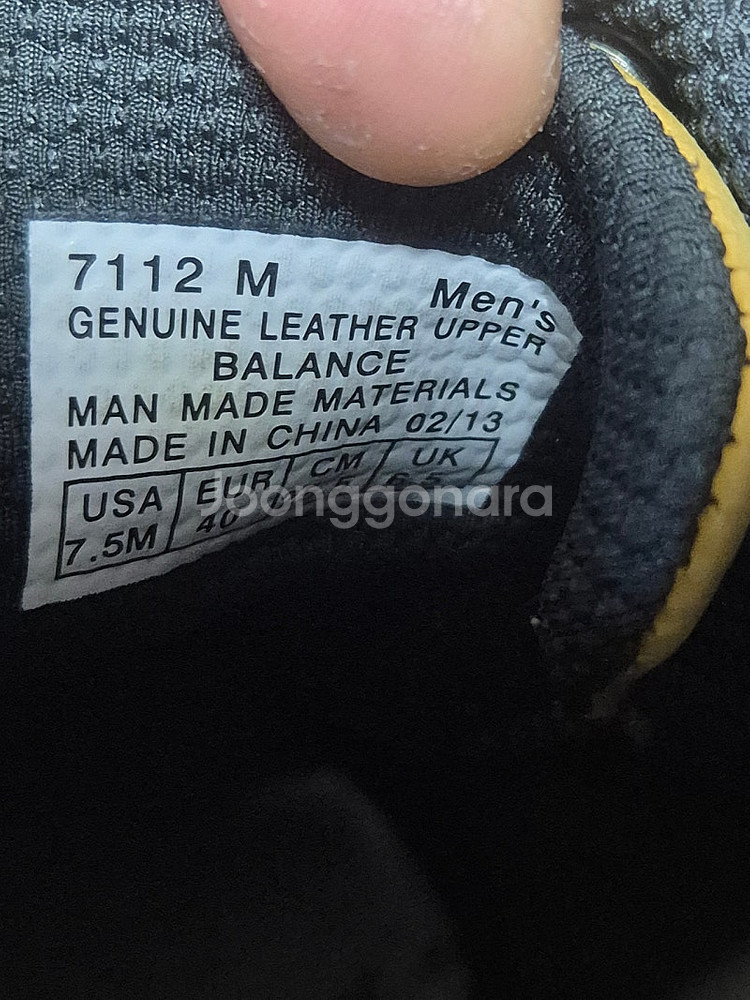 7112 M Men's
GENUINE LEATHER UPPER
BALANCE
MAN MADE MATERIALS
MADE IN CHINA 02/13
USA EUR CM UK
7.5M 40
Joonggonara